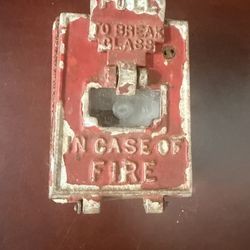 PULL
TO BREAK
GLASS
IN CASE OF
FIRE